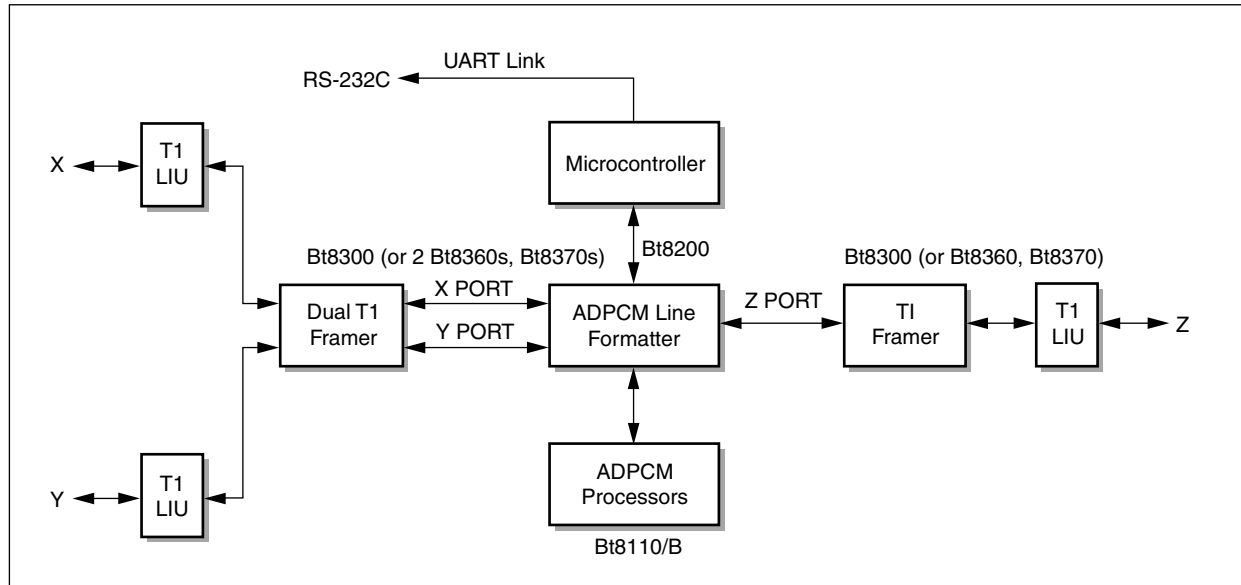 UART Link
RS-232C
T1
LIU
X
Microcontroller
Bt8300 (or 2 Bt8360s, Bt8370s)
Bt8200
Bt8300 (or Bt8360, Bt8370)
X PORT
Dual T1
Framer
Y PORT
ADPCM Line
Formatter
Z PORT
TI
Framer
T1
LIU
Z
T1
LIU
Y
ADPCM
Processors
Bt8110/B